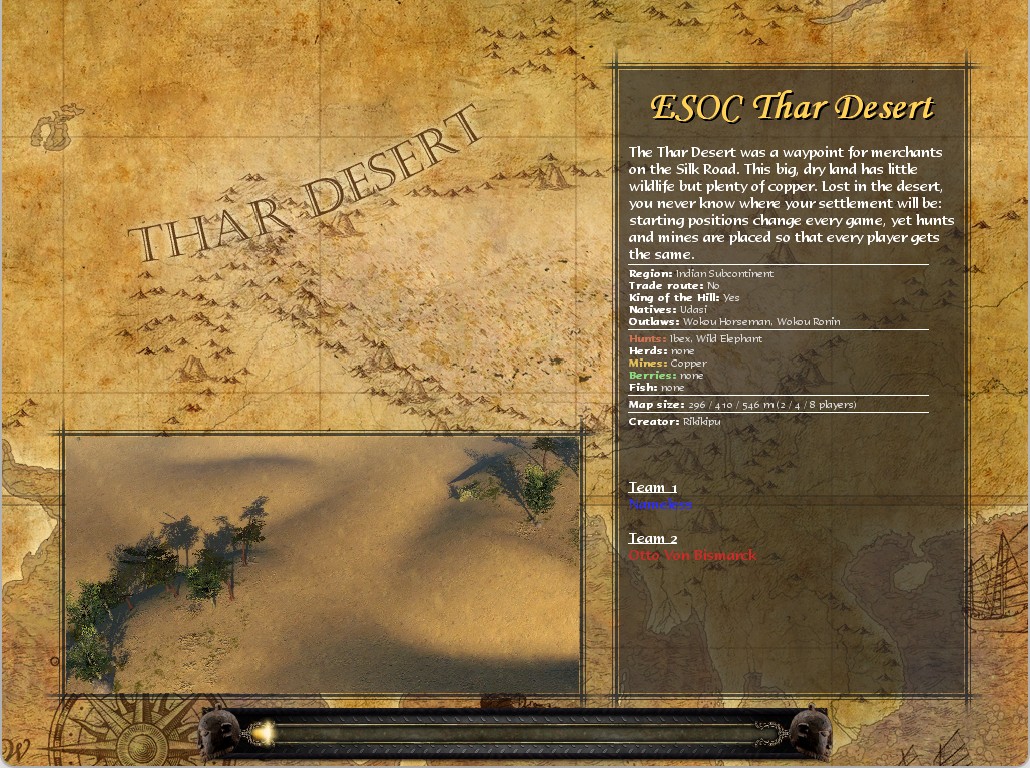 THAR DESERT
ESOC Thar Desert
The Thar Desert was a waypoint for merchants
on the Silk Road. This big, dry land has little
wildlife but plenty of copper. Lost in the desert,
you never know where your settlement will be:
starting positions change every game, yet hunts
and mines are placed so that every player gets
the same.
Region: Indian Subcontinent
Trade route: No
King of the Hill: Yes
Natives: Udasi
Outlaws: Wokou Horseman, Wokou Ronin
Hunts: Ibex, Wild Elephant
Herds: none
Mines: Copper
Berries: none
Fish: none
Map size: 296 / 410 / 546 m (2 / 4 / 8 players)
Creator: Rikikipu
Team 1
Nameless
Team 2
Otto Von Bismarck
W